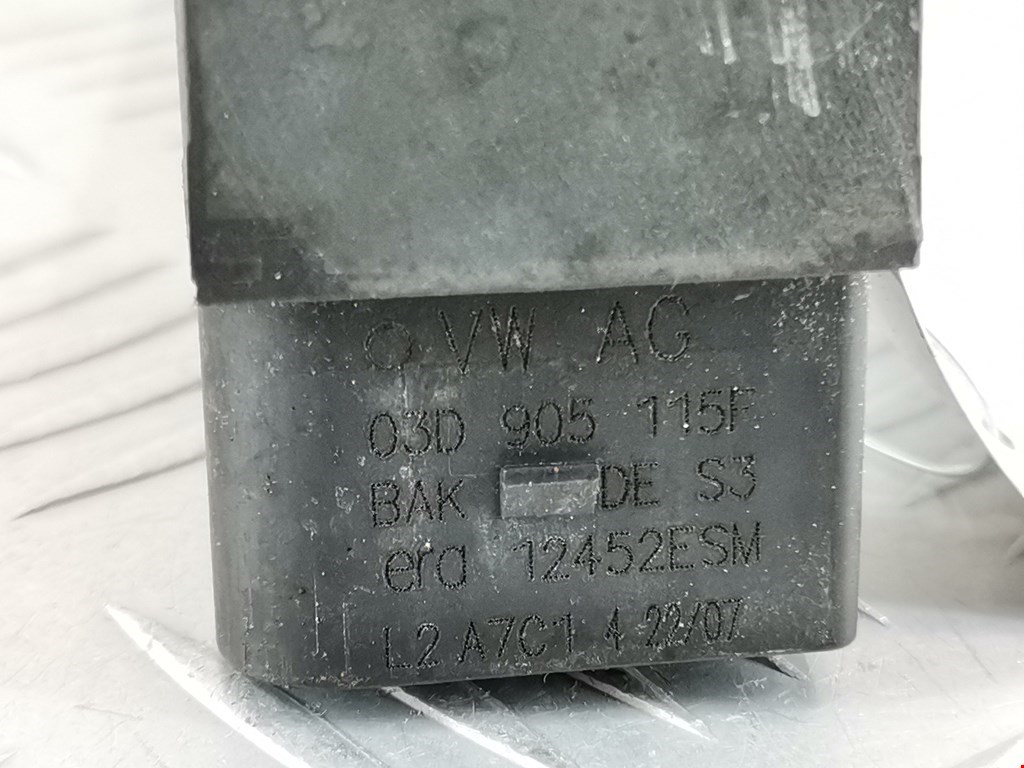 VW AG
03D 905 115F
BAK DE S3
era 12452ESM
L2 A7C1 4 22/07